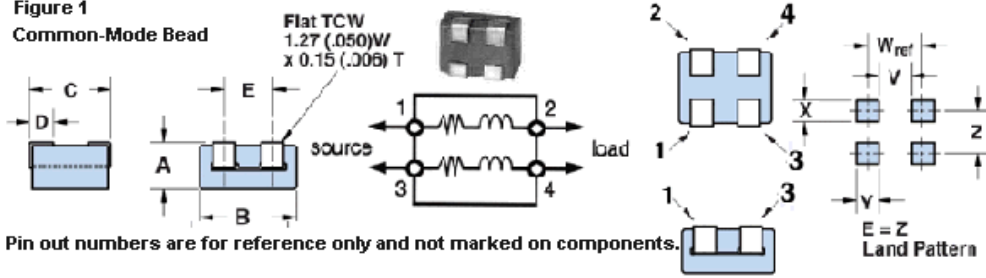 Figure 1
Common-Mode Bead
Flat TCW
1.27 (.050)W
x 0.15 (.006) T
C
D
E
A
B
source
1
2
3
4
load
2
4
1
3
1
3
Wref
V
X
Z
Y
E = Z
Land Pattern
Pin out numbers are for reference only and not marked on components.